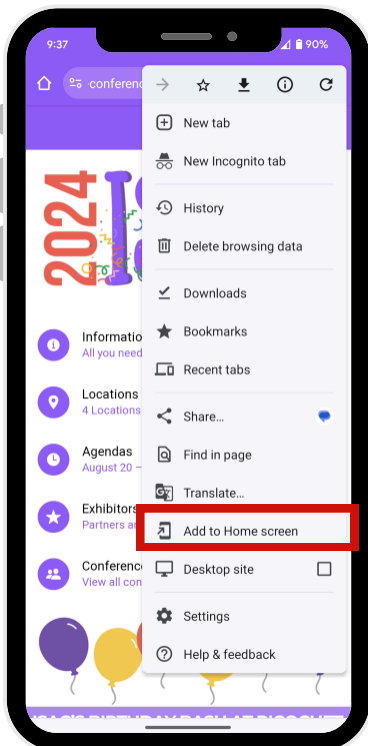 9:37
90%
conferenc
New tab
New Incognito tab
History
Delete browsing data
Downloads
Bookmarks
Recent tabs
Share...
Find in page
Translate...
Add to Home screen
Desktop site
Settings
Help & feedback
2024
Informatio
All you need
Locations
4 Locations
Agendas
August 20 –
Exhibitors
Partners a
Conferenc
View all con